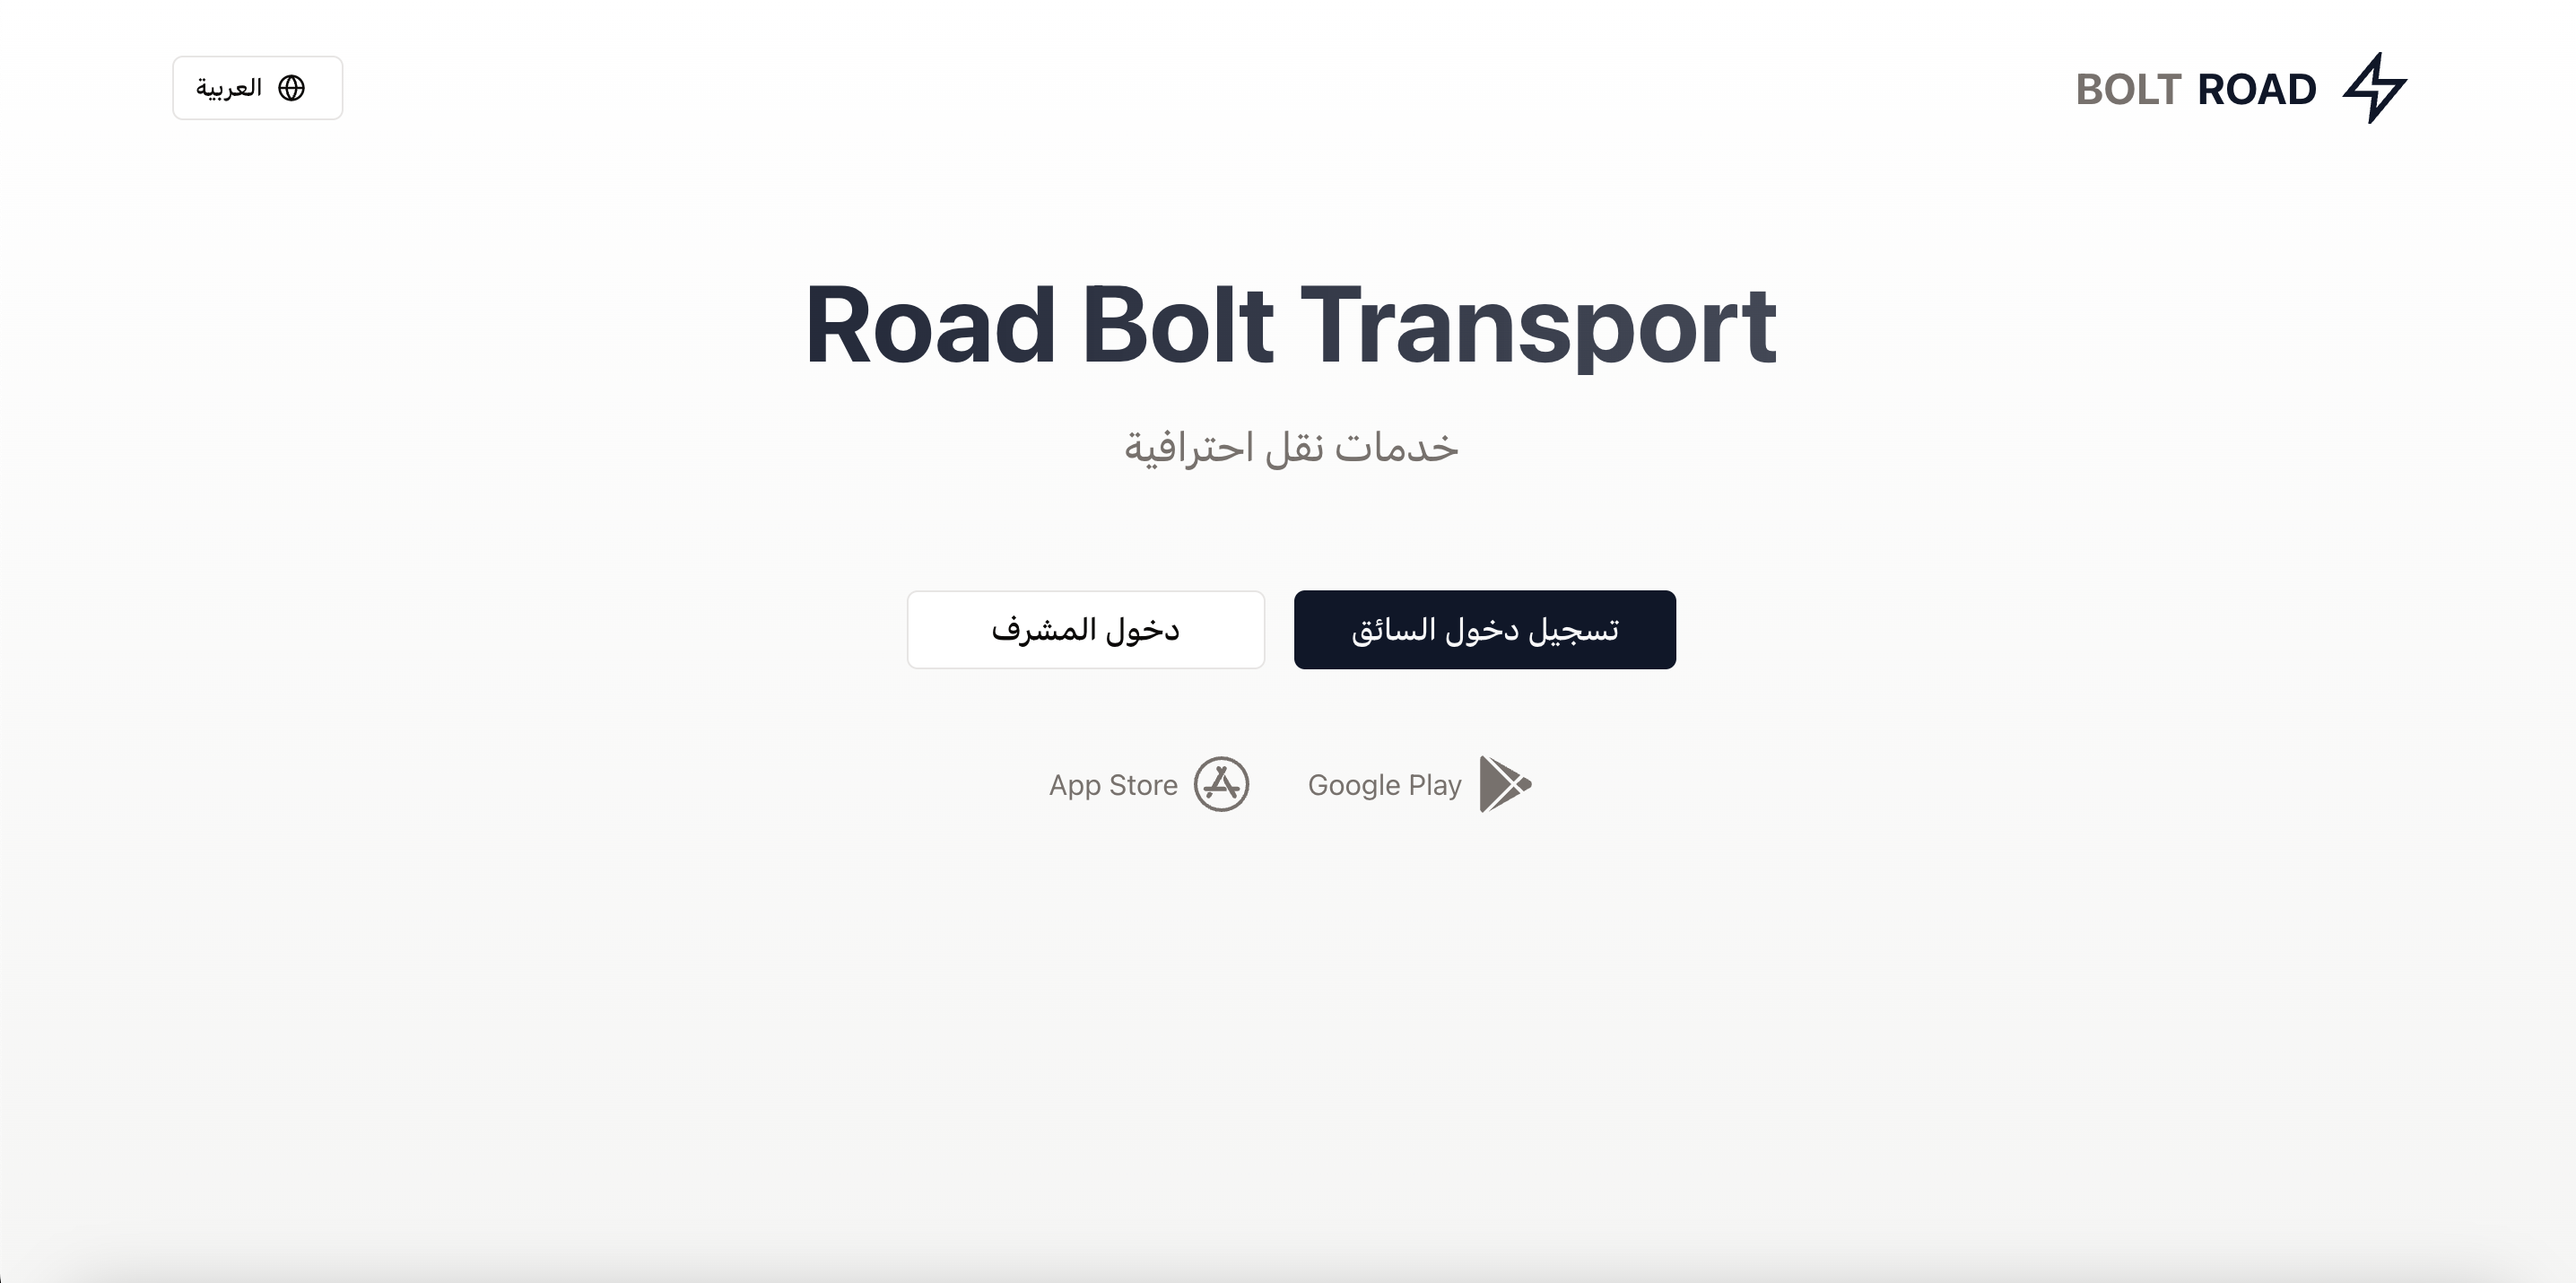 BOLT ROAD
العربية
Road Bolt Transport
خدمات نقل احترافية
تسجيل دخول السائق
دخول المشرف
Google Play
App Store